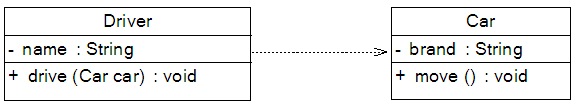 Driver
- name : String
+ drive (Car car) : void
Car
- brand : String
+ move () : void